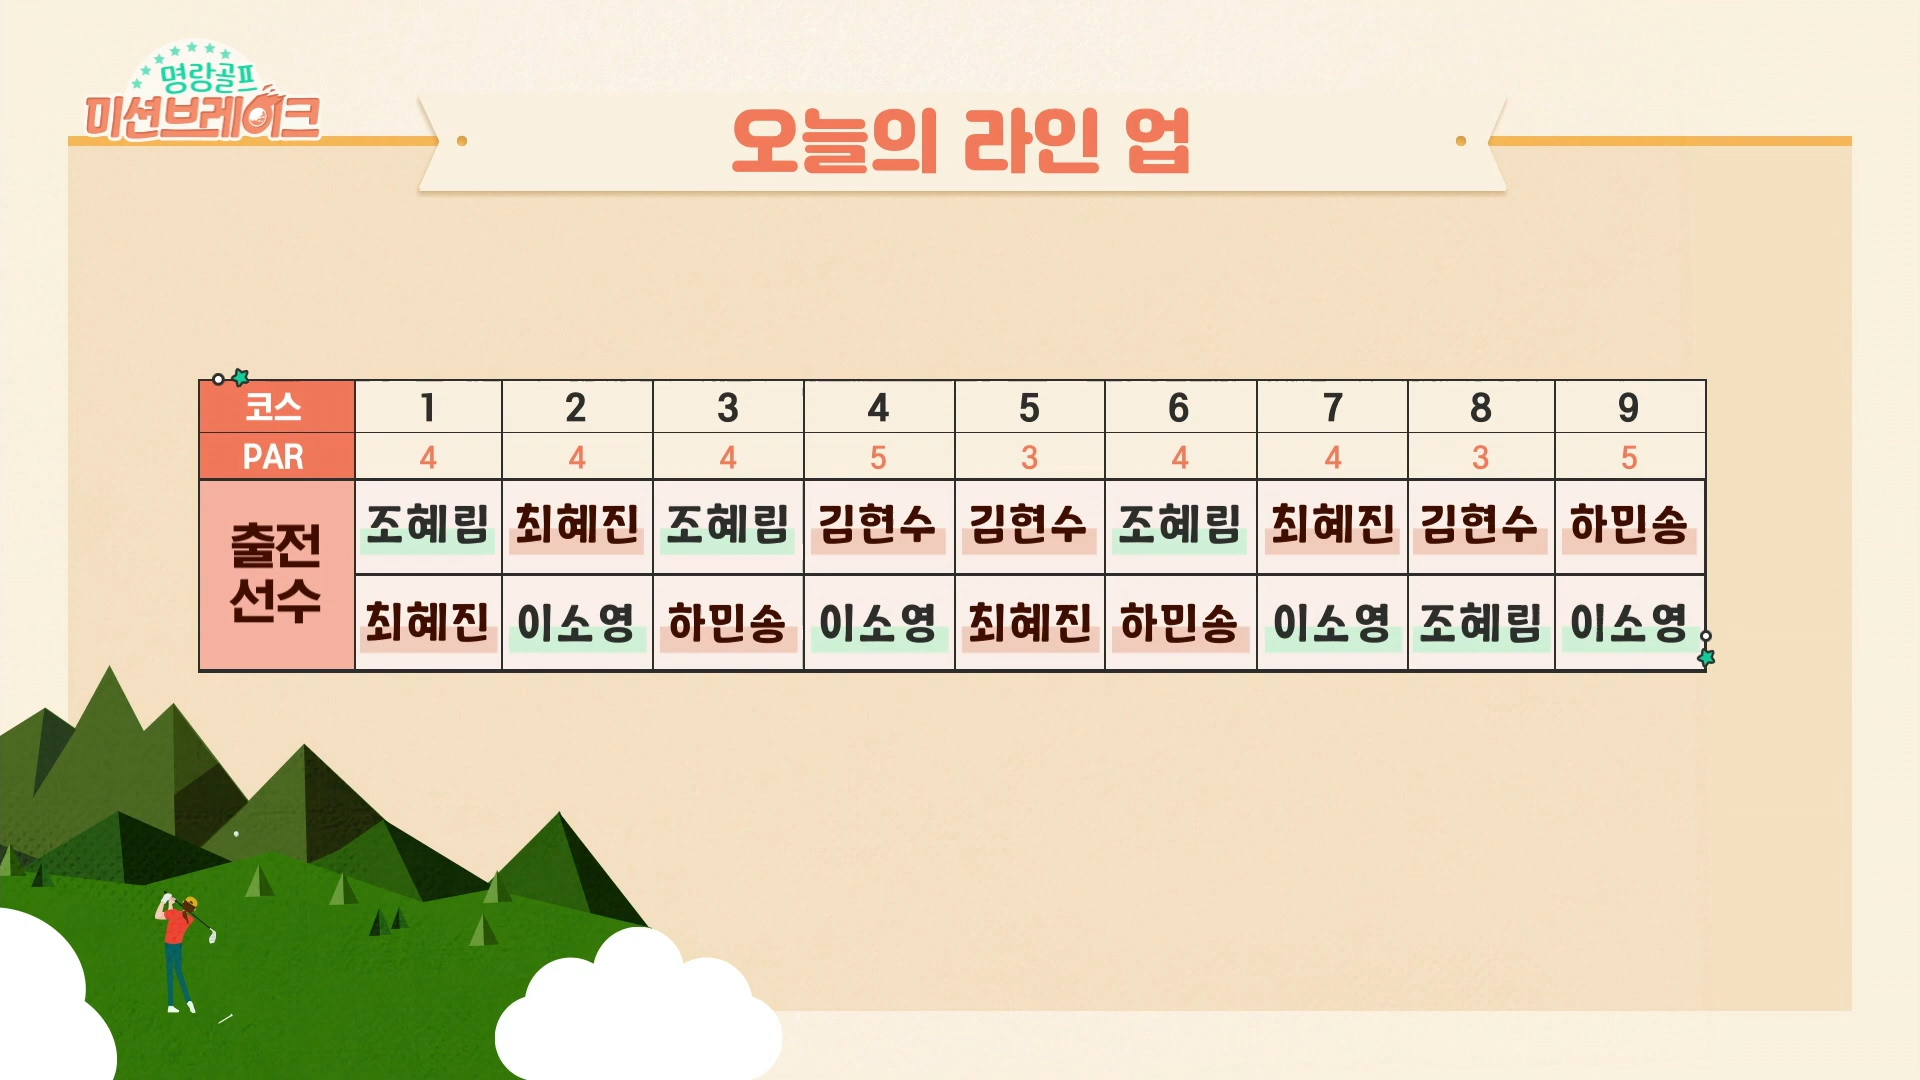 명랑골프
미션브레이크
오늘의 라인 업
코스 1 2 3 4 5 6 7 8 9
PAR 4 4 4 5 3 4 4 3 5
출전
선수
조혜림 최혜진 조혜림 김현수 김현수 조혜림 최혜진 김현수 하민송
최혜진 이소영 하민송 이소영 최혜진 하민송 이소영 조혜림 이소영